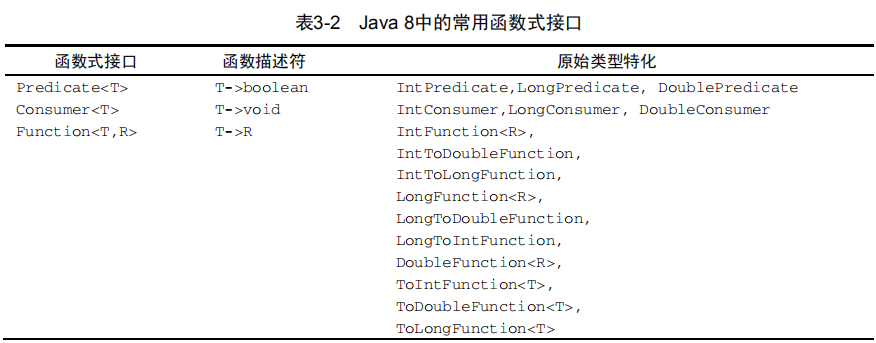 表3-2 Java 8中的常用函数式接口
函数式接口 函数描述符 原始类型特化
Predicate<T> T->boolean IntPredicate,LongPredicate, DoublePredicate
Consumer<T> T->void IntConsumer,LongConsumer, DoubleConsumer
Function<T,R> T->R IntFunction<R>,
IntToDoubleFunction,
IntToLongFunction,
LongFunction<R>,
LongToDoubleFunction,
LongToIntFunction,
DoubleFunction<R>,
ToIntFunction<T>,
ToDoubleFunction<T>,
ToLongFunction<T>